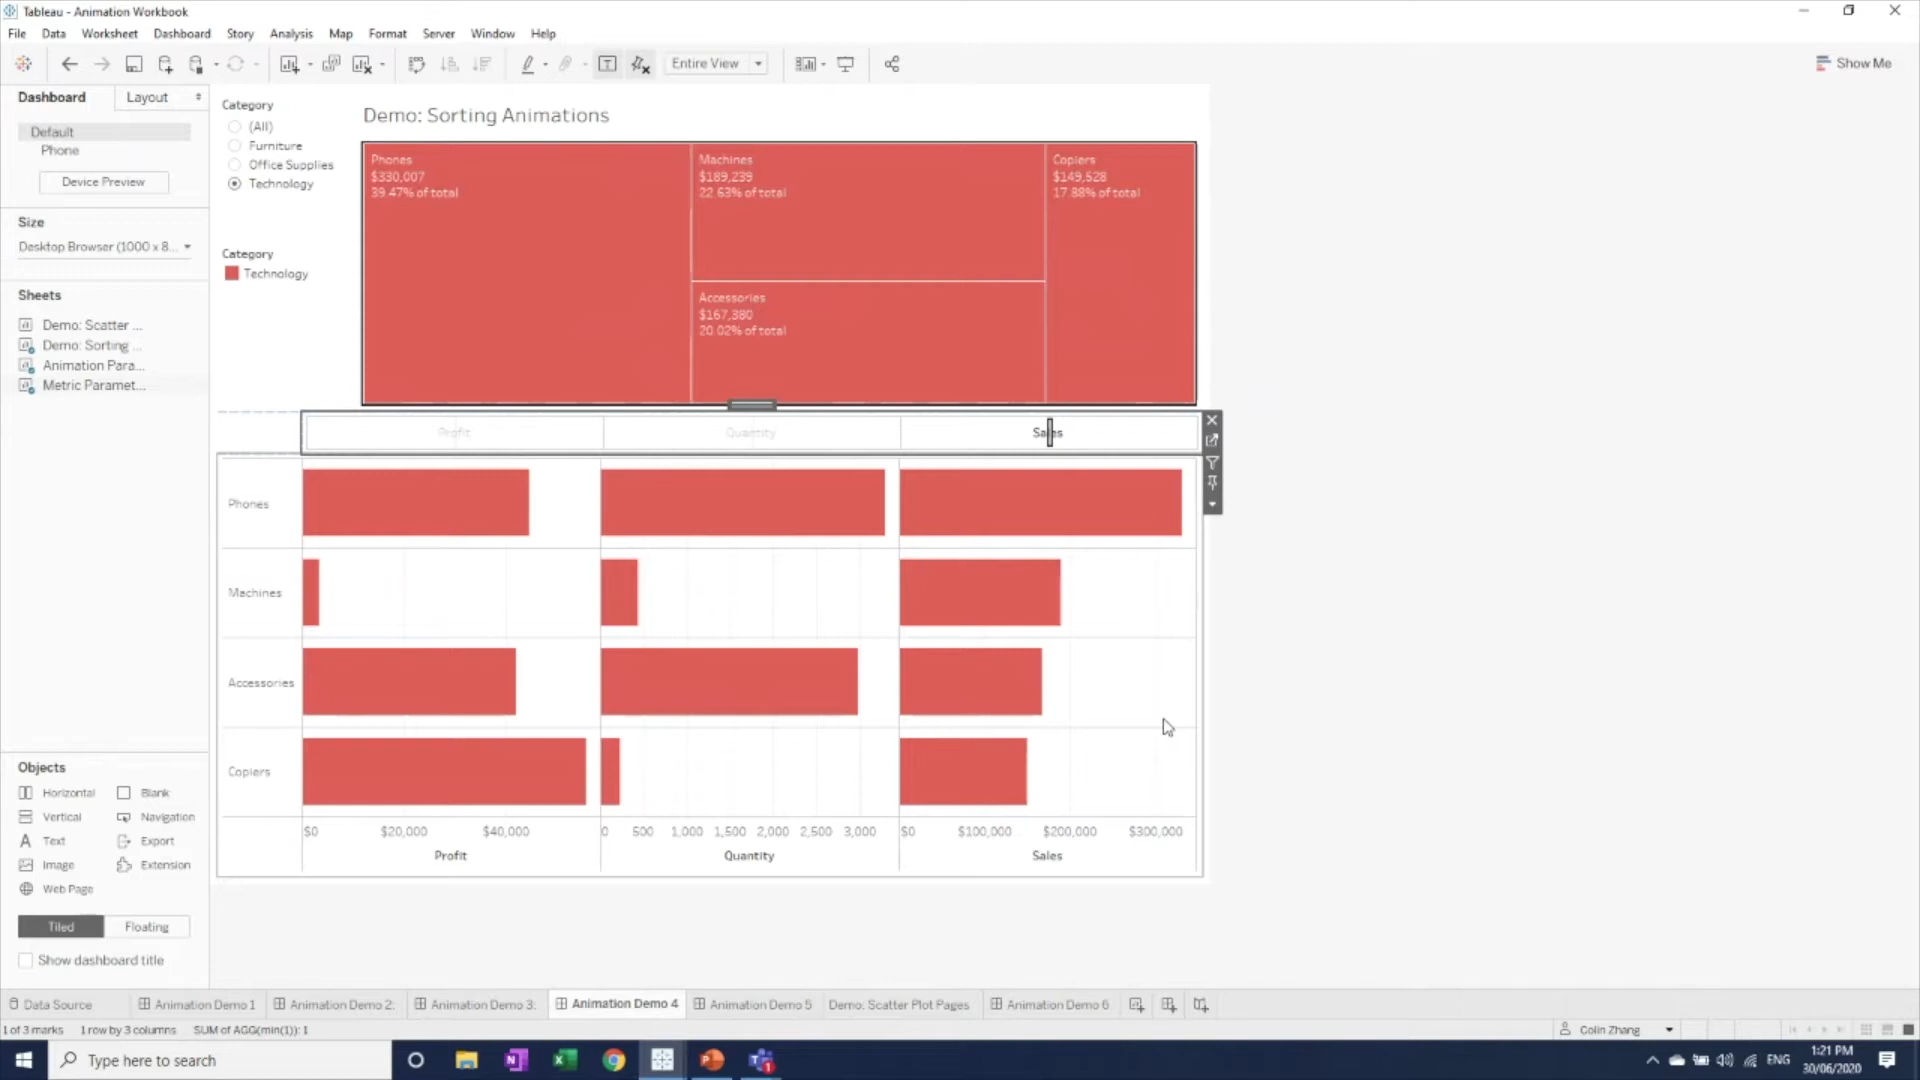 Tableau - Animation Workbook
File Data Worksheet Dashboard Story Analysis Map Format Server Window Help
Entire View
Show Me
Dashboard Layout
Default
Phone
Device Preview
Size
Desktop Browser (1000 x 8...
Sheets
Demo: Scatter ...
Demo: Sorting ...
Animation Para...
Metric Paramet...
Objects
Horizontal Blank
Vertical Navigation
Text Export
Image Extension
Web Page
Tiled Floating
Show dashboard title
Category
(All)
Furniture
Office Supplies
Technology
Category
Technology
Demo: Sorting Animations
Phones
$330,007
39.47% of total
Machines
$189,239
22.63% of total
Accessories
$167,380
20.02% of total
Copiers
$149,528
17.88% of total
Profit Quantity Sales
Phones
Machines
Accessories
Copiers
$0 $20,000 $40,000 0 500 1,000 1,500 2,000 2,500 3,000 $0 $100,000 $200,000 $300,000
Profit Quantity Sales
Data Source Animation Demo 1 Animation Demo 2: Animation Demo 3: Animation Demo 4 Animation Demo 5 Demo: Scatter Plot Pages Animation Demo 6
1 of 3 marks 1 row by 3 columns SUM of AGG(min(1)): 1
Colin Zhang
Type here to search
ENG
1:21 PM
30/06/2020